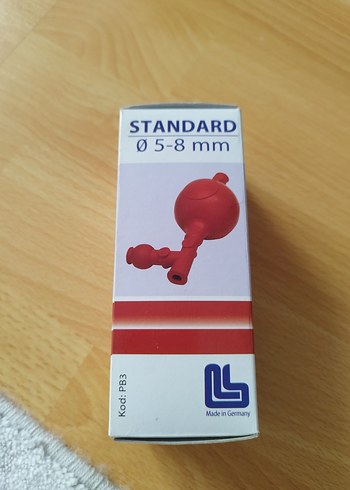 STANDARD
Ø 5-8 mm
Kod: PB3
Made in Germany